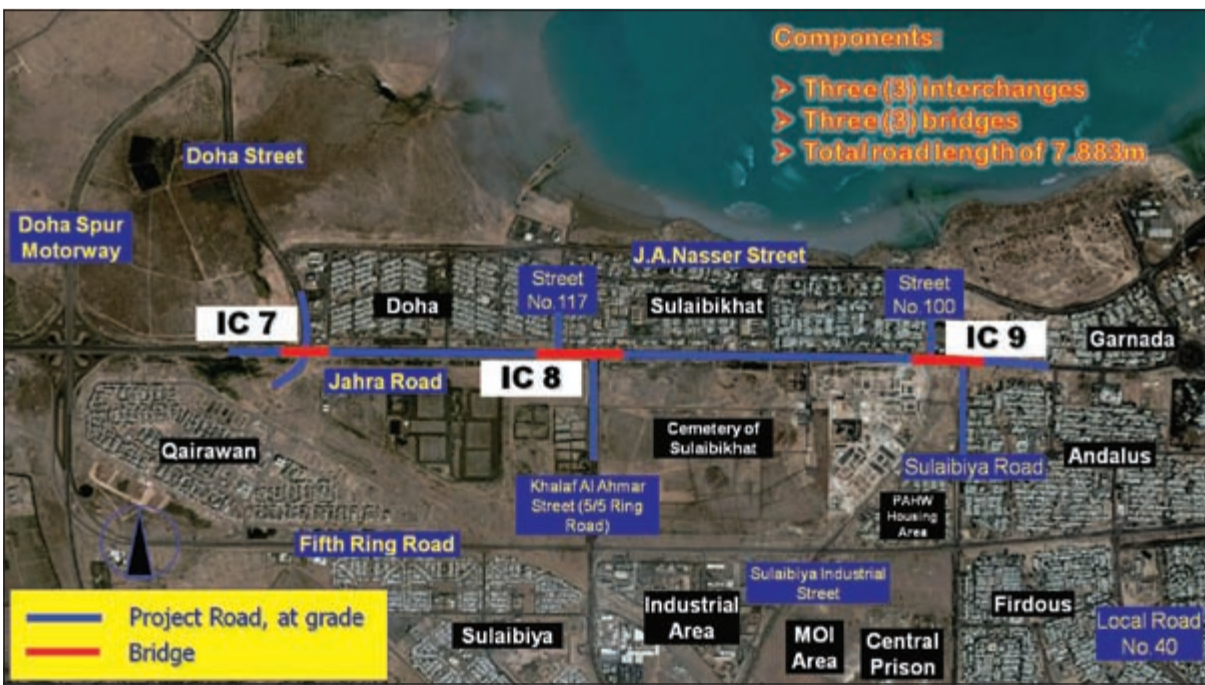 Components:
➤ Three (3) interchanges
➤ Three (3) bridges
➤ Total road length of 7.883m
Doha Street
Doha Spur
Motorway
J.A.Nasser Street
Street
No.117
Street
No.100
Doha
Sulaibikhat
IC 7
IC 9
Garnada
IC 8
Jahra Road
Qairawan
Cemetery of
Sulaibikhat
Sulaibiya Road
Andalus
Khalaf Al Ahmar
Street (5/5 Ring
Road)
PAHW
Housing
Area
Fifth Ring Road
Sulaibiya Industrial
Street
Project Road, at grade
Bridge
Sulaibiya
Industrial
Area
MOI
Area
Central
Prison
Firdous
Local Road
No.40